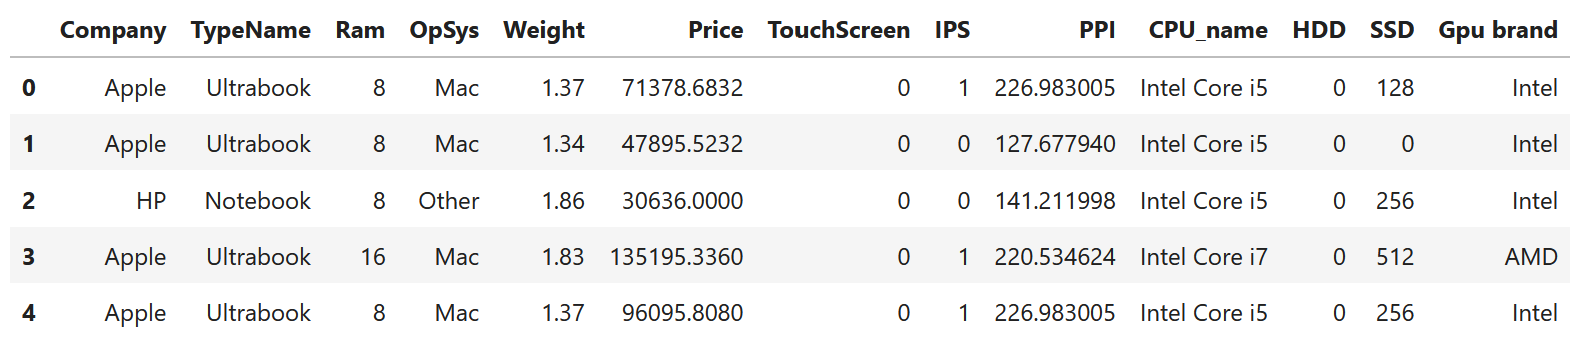 Company TypeName Ram OpSys Weight Price TouchScreen IPS PPI CPU_name HDD SSD Gpu brand
0 Apple Ultrabook 8 Mac 1.37 71378.6832 0 1 226.983005 Intel Core i5 0 128 Intel
1 Apple Ultrabook 8 Mac 1.34 47895.5232 0 0 127.677940 Intel Core i5 0 0 Intel
2 HP Notebook 8 Other 1.86 30636.0000 0 0 141.211998 Intel Core i5 0 256 Intel
3 Apple Ultrabook 16 Mac 1.83 135195.3360 0 1 220.534624 Intel Core i7 0 512 AMD
4 Apple Ultrabook 8 Mac 1.37 96095.8080 0 1 226.983005 Intel Core i5 0 256 Intel